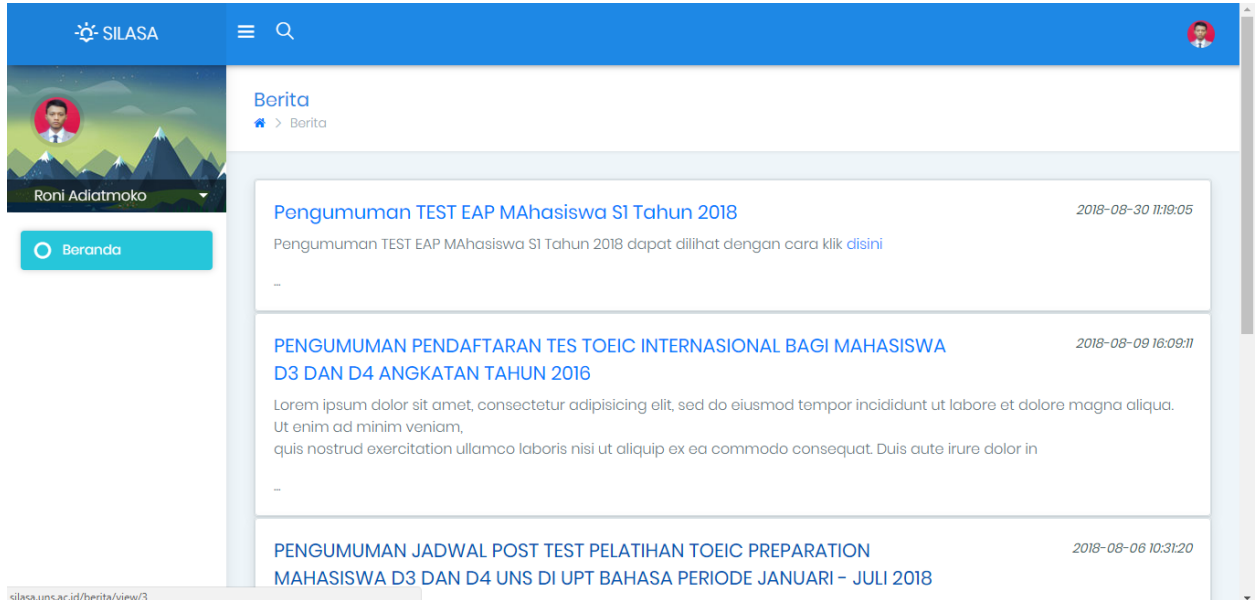 SILASA
Berita
> Berita
Roni Adiatmoko
Beranda
Pengumuman TEST EAP MAhasiswa S1 Tahun 2018
2018-08-30 11:19:05
Pengumuman TEST EAP MAhasiswa S1 Tahun 2018 dapat dilihat dengan cara klik disini
...
PENGUMUMAN PENDAFTARAN TES TOEIC INTERNASIONAL BAGI MAHASISWA
D3 DAN D4 ANGKATAN TAHUN 2016
2018-08-09 16:09:11
Lorem ipsum dolor sit amet, consectetur adipisicing elit, sed do eiusmod tempor incididunt ut labore et dolore magna aliqua.
Ut enim ad minim veniam,
quis nostrud exercitation ullamco laboris nisi ut aliquip ex ea commodo consequat. Duis aute irure dolor in
...
PENGUMUMAN JADWAL POST TEST PELATIHAN TOEIC PREPARATION
MAHASISWA D3 DAN D4 UNS DI UPT BAHASA PERIODE JANUARI - JULI 2018
2018-08-06 10:31:20
silasa.uns.ac.id/berita/view/3